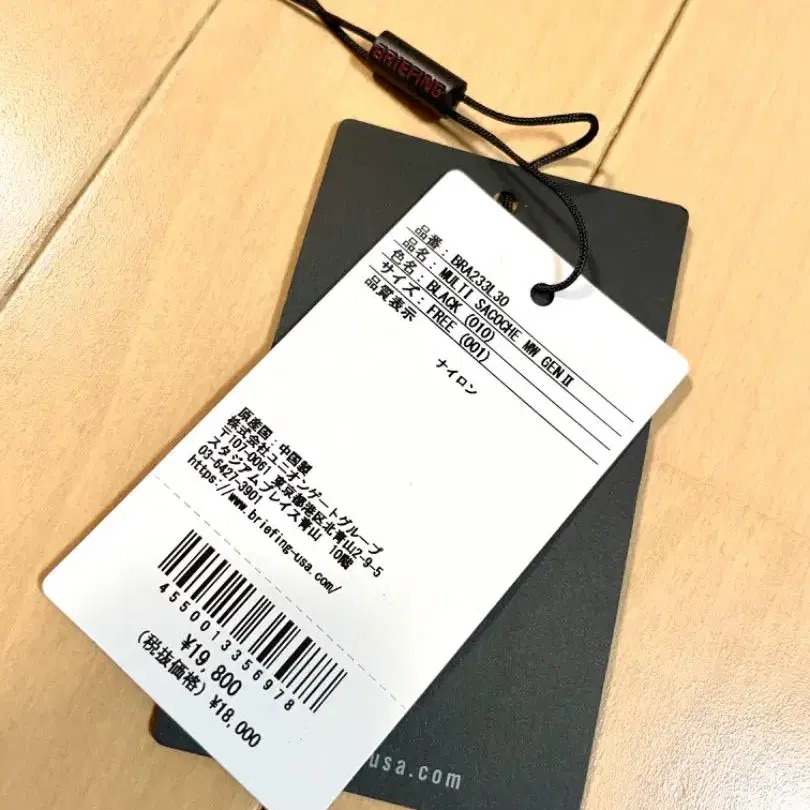 BRIEFING
品番: BRA233L30
品名: MULTI SACOCHE MW GENⅡ
色名: BLACK (010)
サイズ: FREE (001)
品質表示
ナイロン
原産国: 中国製
株式会社ユニオンゲートグループ
〒107-0061 東京都港区北青山2-9-5
スタジアムプレイス青山 10階
03-6427-3901
https://www.briefing-usa.com/
4550013356978
¥19,800
(税抜価格) ¥18,000
-usa.com